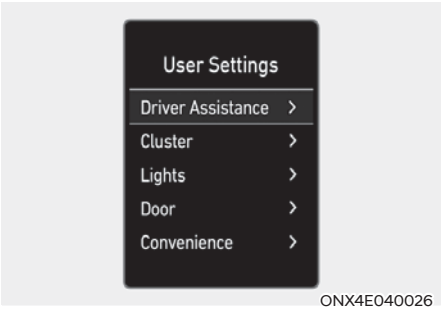 User Settings
Driver Assistance >
Cluster >
Lights >
Door >
Convenience >
ONX4E040026